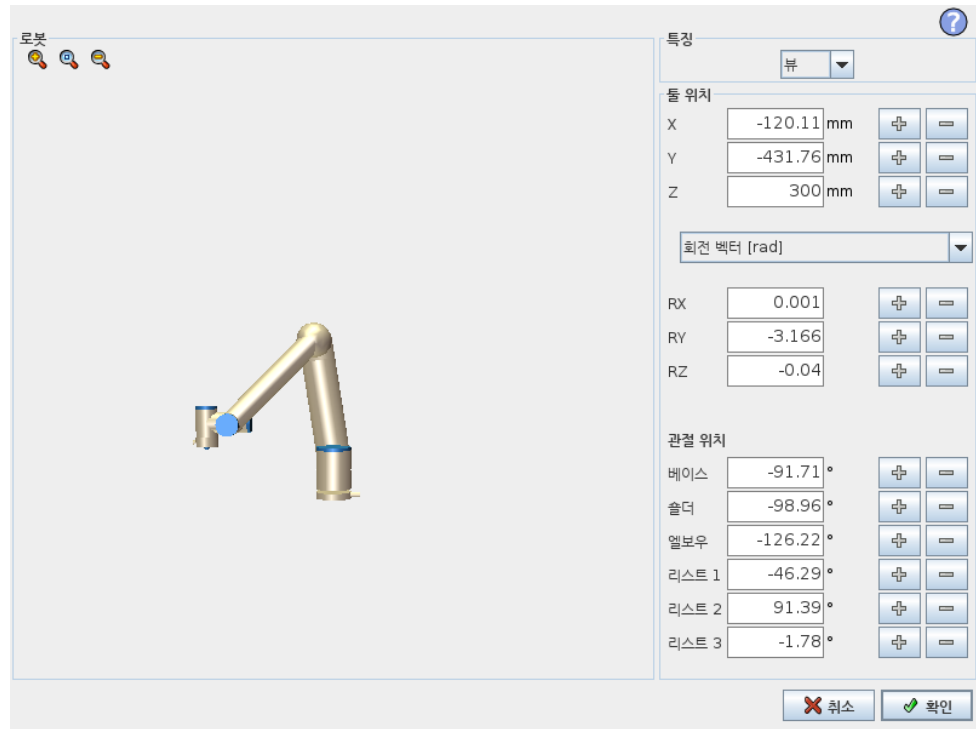 ?
로봇
특징
뷰
툴 위치
X -120.11 mm
Y -431.76 mm
Z 300 mm
회전 벡터 [rad]
RX 0.001
RY -3.166
RZ -0.04
관절 위치
베이스 -91.71 °
숄더 -98.96 °
엘보우 -126.22 °
리스트 1 -46.29 °
리스트 2 91.39 °
리스트 3 -1.78 °
취소 확인